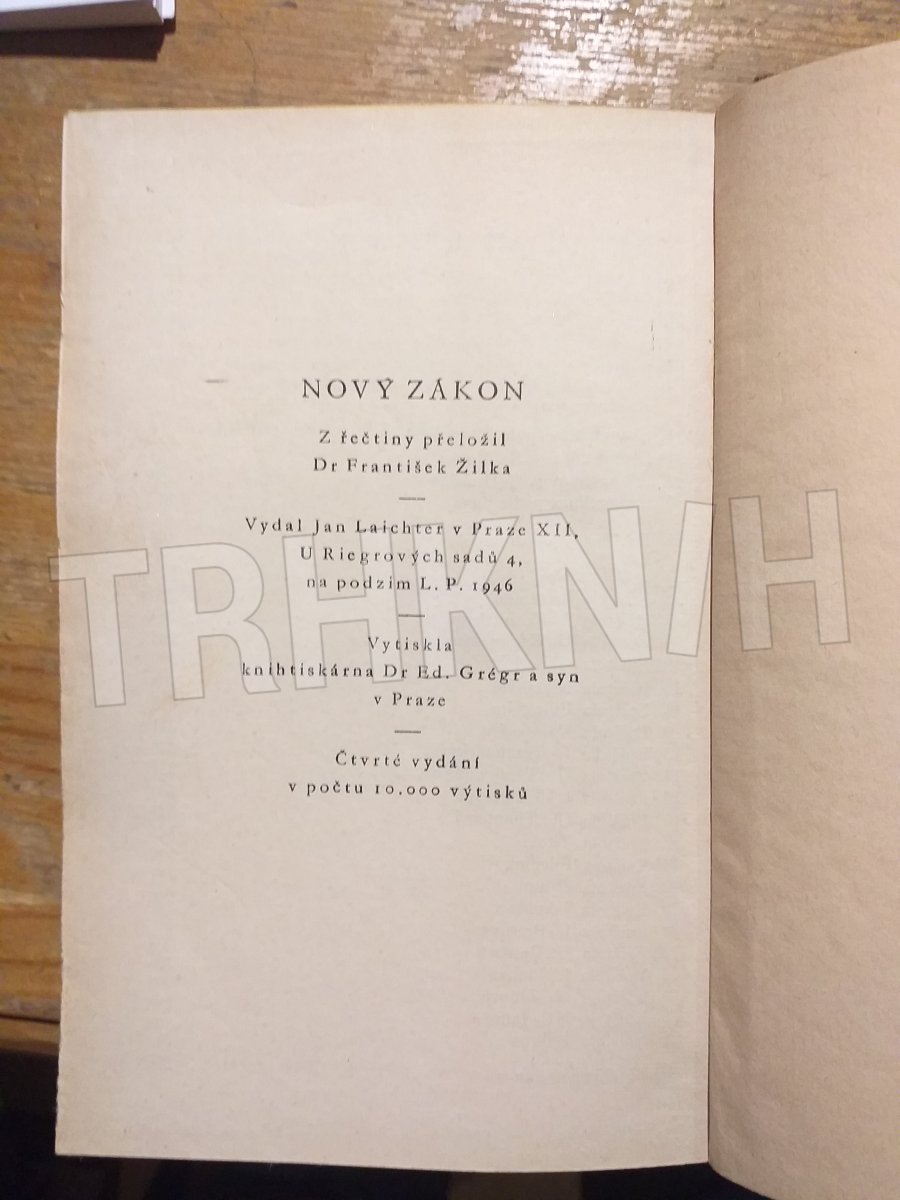 NOVÝ ZÁKON
Z řečtiny přeložil
Dr František Žilka
Vydal Jan Laichter v Praze XII,
U Riegrových sadů 4,
na podzim L. P. 1946
TRHKNIH
Vytiskla
knihtiskárna Dr Ed. Grégr a syn
v Praze
Čtvrté vydání
v počtu 10.000 výtisků